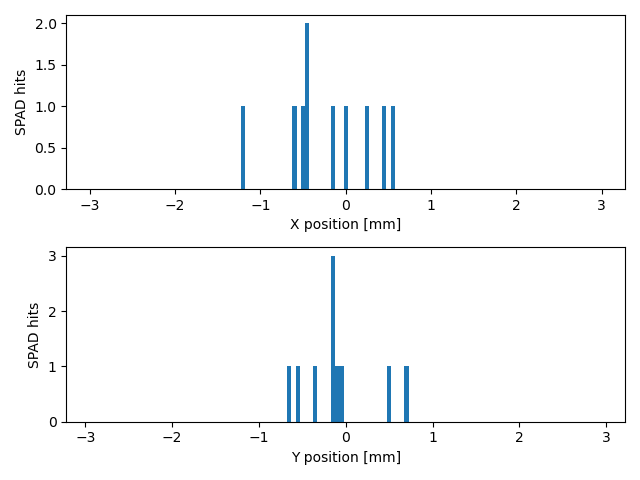 2.0
1.5
1.0
0.5
0.0
SPAD hits
−3 −2 −1 0 1 2 3
X position [mm]
3
2
1
0
SPAD hits
−3 −2 −1 0 1 2 3
Y position [mm]